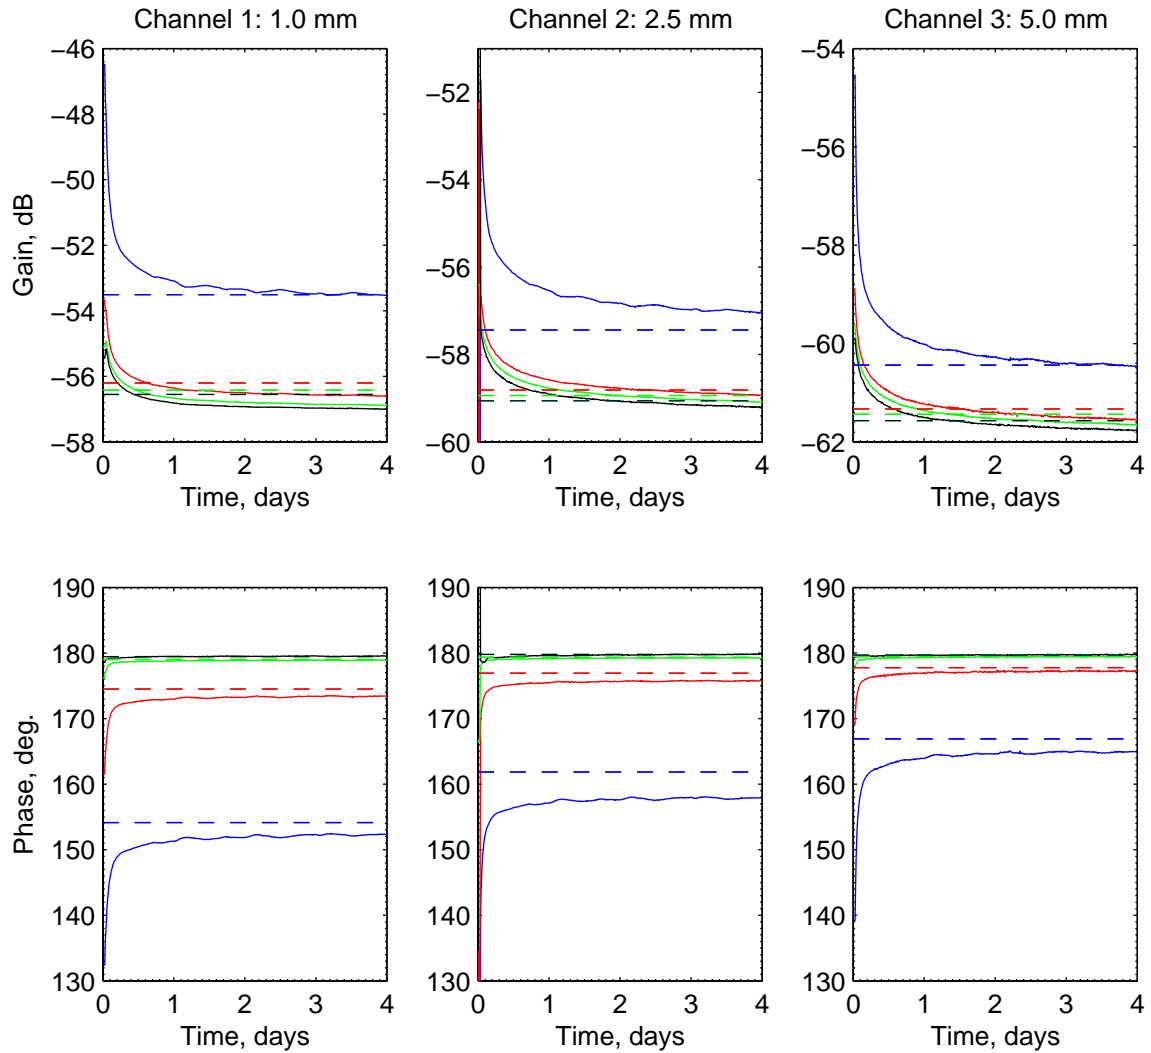 Channel 1: 1.0 mm
Channel 2: 2.5 mm
Channel 3: 5.0 mm
Gain, dB
−46
−48
−50
−52
−54
−56
−58
0 1 2 3 4
Time, days
−52
−54
−56
−58
−60
0 1 2 3 4
Time, days
−54
−56
−58
−60
−62
0 1 2 3 4
Time, days
Phase, deg.
190
180
170
160
150
140
130
0 1 2 3 4
Time, days
190
180
170
160
150
140
130
0 1 2 3 4
Time, days
190
180
170
160
150
140
130
0 1 2 3 4
Time, days